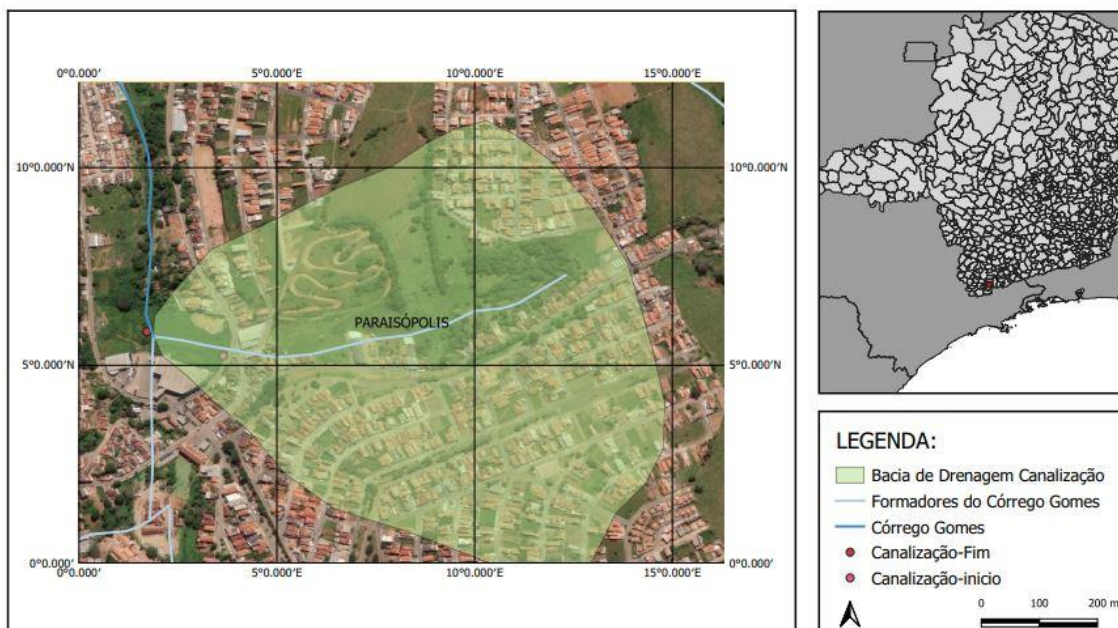 0°0.000'
5°0.000'E
10°0.000'E
15°0.000'E
10°0.000'N
10°0.000'N
PARAISÓPOLIS
5°0.000'N
5°0.000'N
0°0.000'
0°0.000'
0°0.000'
5°0.000'E
10°0.000'E
15°0.000'E
LEGENDA:
Bacia de Drenagem Canalização
Formadores do Córrego Gomes
Córrego Gomes
Canalização-Fim
Canalização-inicio
0 100 200 m